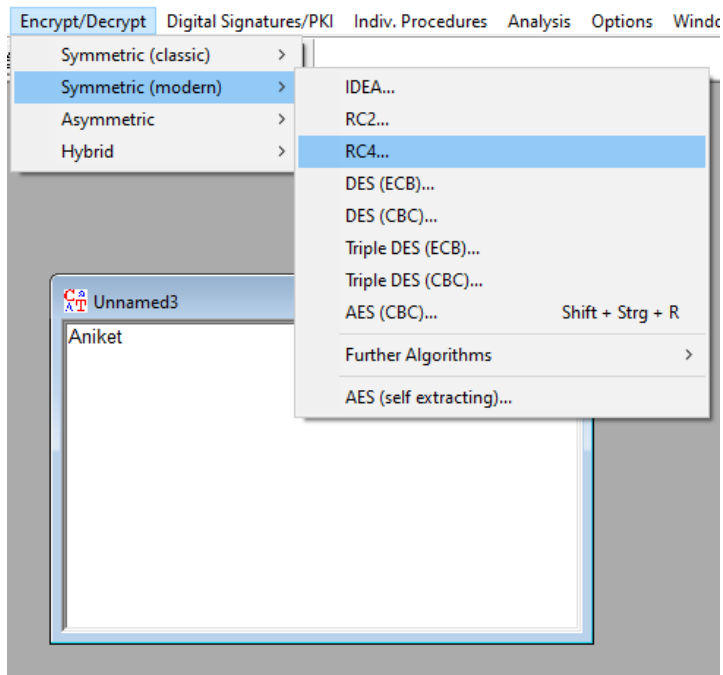 Encrypt/Decrypt Digital Signatures/PKI Indiv. Procedures Analysis Options
Symmetric (classic) >
Symmetric (modern) >
Asymmetric >
Hybrid >
IDEA...
RC2...
RC4...
DES (ECB)...
DES (CBC)...
Triple DES (ECB)...
Triple DES (CBC)...
AES (CBC)... Shift + Strg + R
Further Algorithms >
AES (self extracting)...
Unnamed3
Aniket